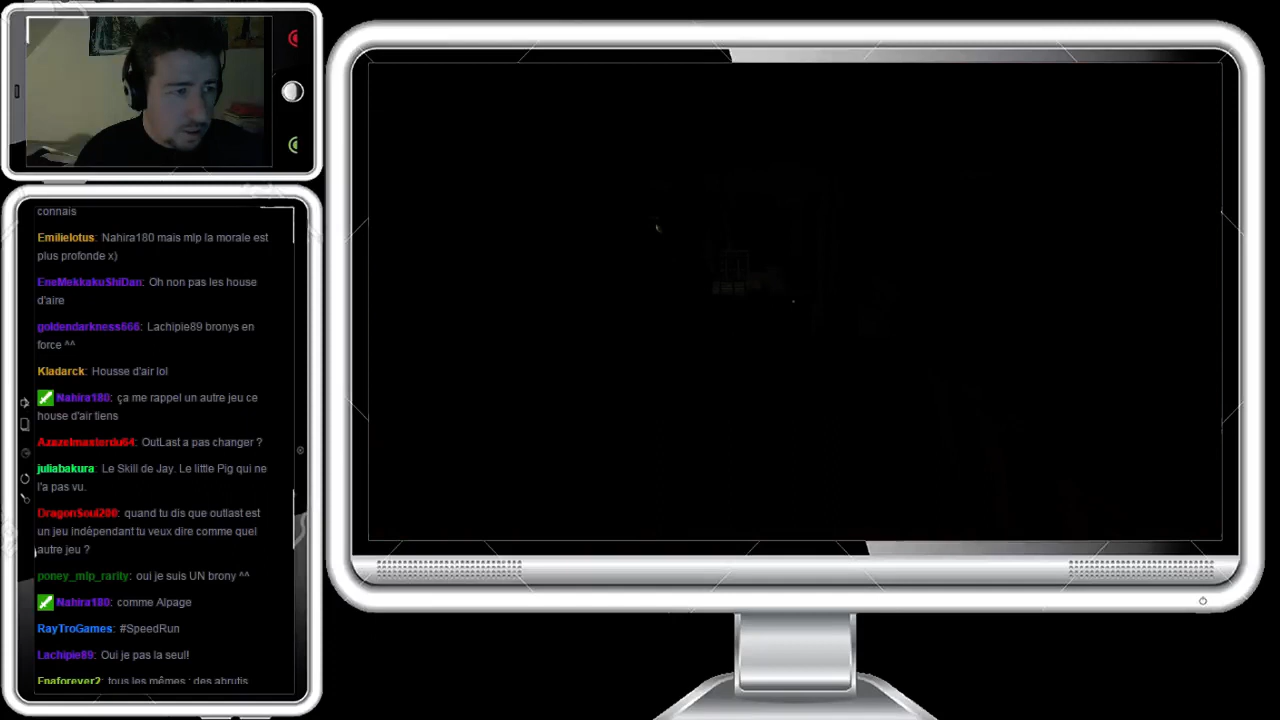 connais
Emilielotus: Nahira180 mais mlp la morale est
plus profonde x)
EneMekkakuShiDan: Oh non pas les house
d'aire
goldendarkness666: Lachipie89 bronys en
force ^^
Kladarck: Housse d'air lol
Nahira180: ça me rappel un autre jeu ce
house d'air tiens
Azazelmasterdu64: OutLast a pas changer ?
juliabakura: Le Skill de Jay. Le little Pig qui ne
l'a pas vu.
DragonSoul200: quand tu dis que outlast est
un jeu indépendant tu veux dire comme quel
autre jeu ?
poney_mlp_rarity: oui je suis UN brony ^^
Nahira180: comme Alpage
RayTroGames: #SpeedRun
Lachipie89: Oui je pas la seul!
Enaforever2: tous les mêmes : des abrutis